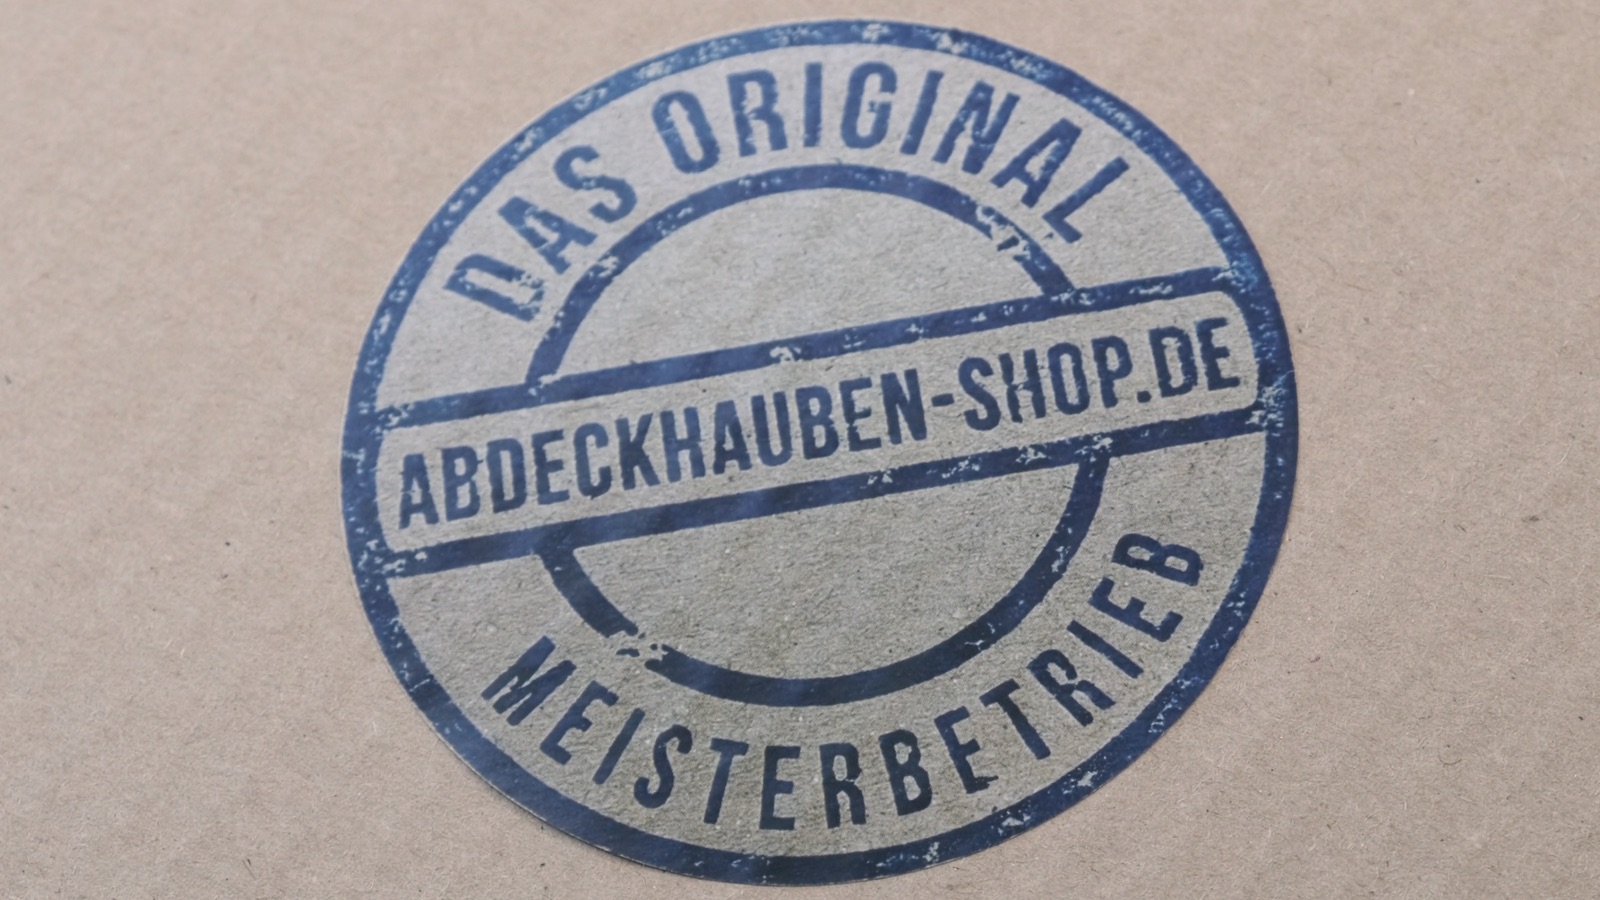 DAS ORIGINAL
ABDECKHAUBEN-SHOP.DE
MEISTERBETRIEB